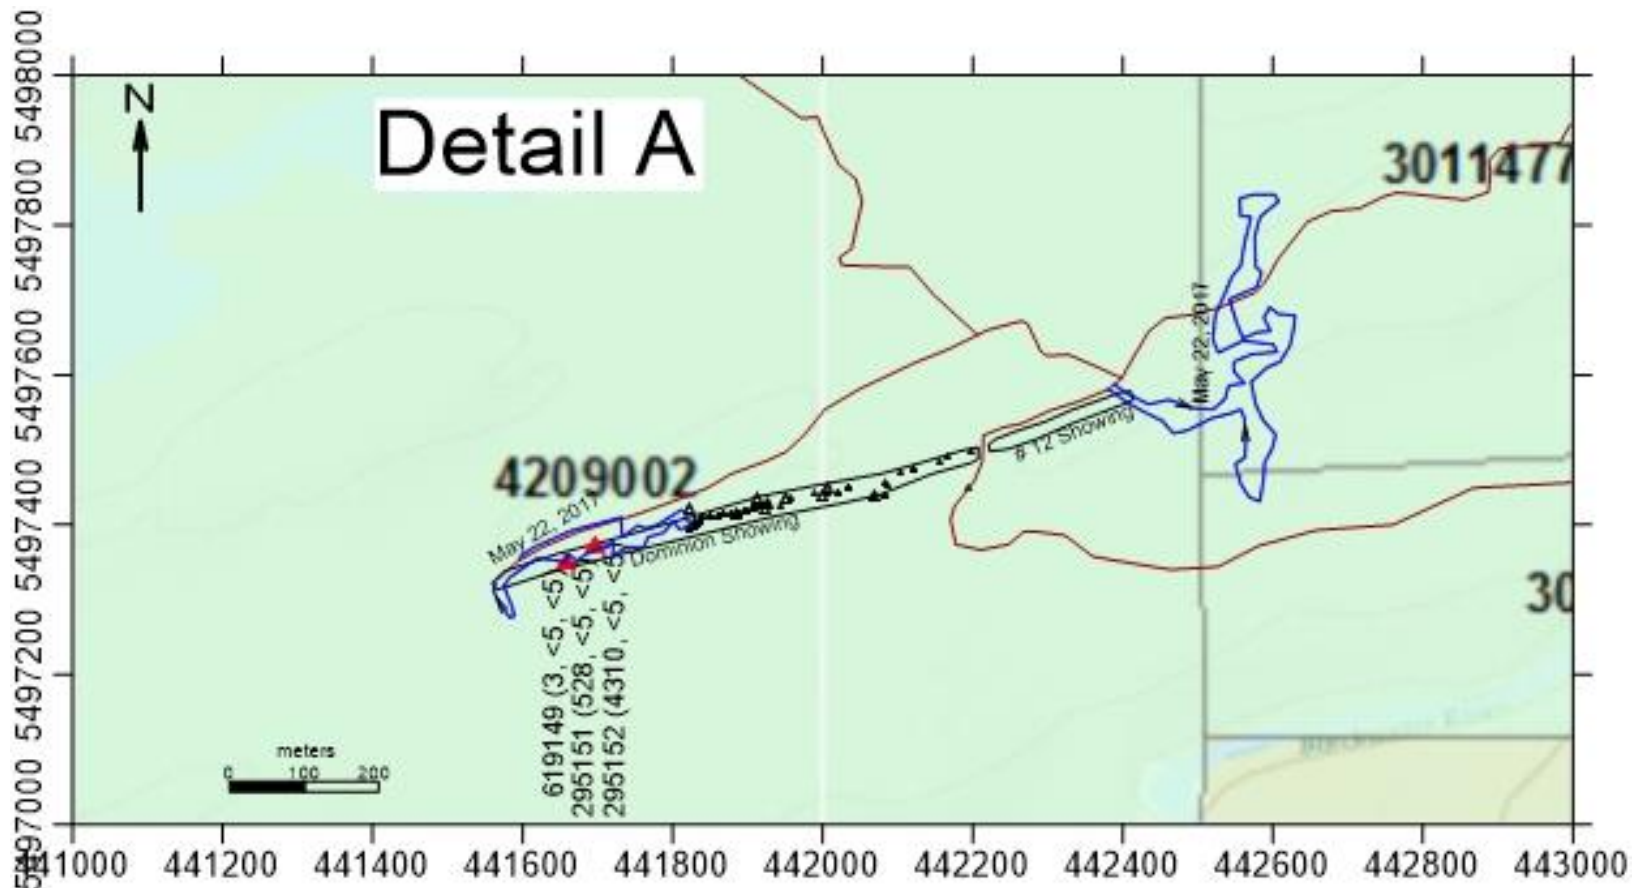 N
Detail A
3011477
5498000
5497800
5497600
5497400
5497200
5497000
May 22, 2017
# 12 Showing
4209002
May 22, 2017
Dominion Showing
30
619149 (3, <5, <5
295151 (528, <5, <5
295152 (4310, <5, <5
meters
0 100 200
441000 441200 441400 441600 441800 442000 442200 442400 442600 442800 443000